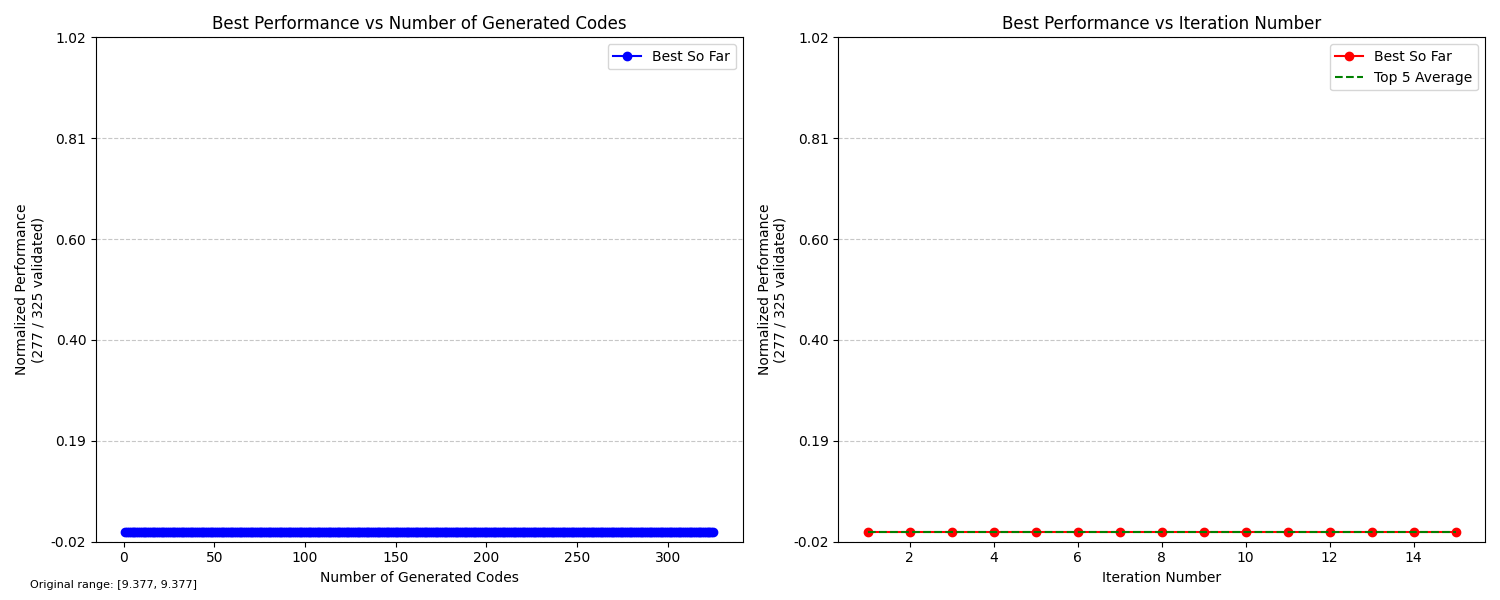 Best Performance vs Number of Generated Codes
1.02
0.81
0.60
0.40
0.19
-0.02
Normalized Performance
(277 / 325 validated)
Best So Far
0
50
100
150
200
250
300
Number of Generated Codes
Original range: [9.377, 9.377]
Best Performance vs Iteration Number
1.02
0.81
0.60
0.40
0.19
-0.02
Normalized Performance
(277 / 325 validated)
Best So Far
Top 5 Average
2
4
6
8
10
12
14
Iteration Number